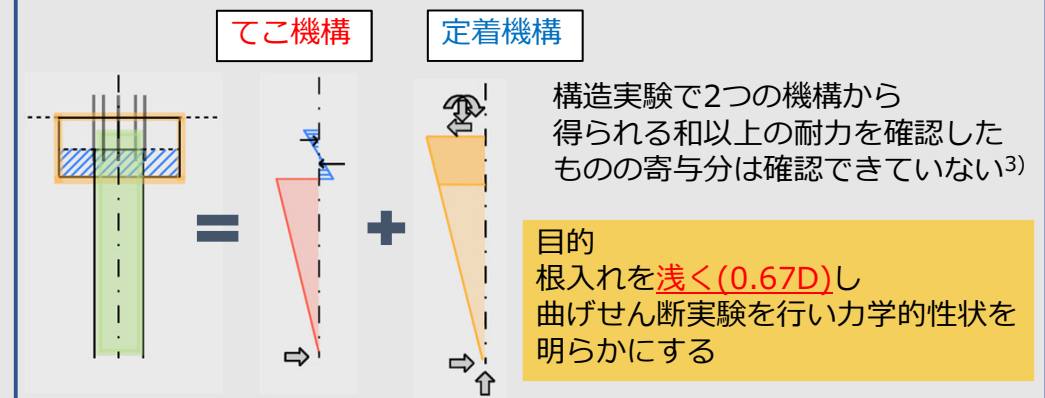 てこ機構
定着機構
構造実験で2つの機構から
得られる和以上の耐力を確認した
ものの寄与分は確認できていない3)
目的
根入れを浅く(0.67D)し
曲げせん断実験を行い力学的性状を
明らかにする